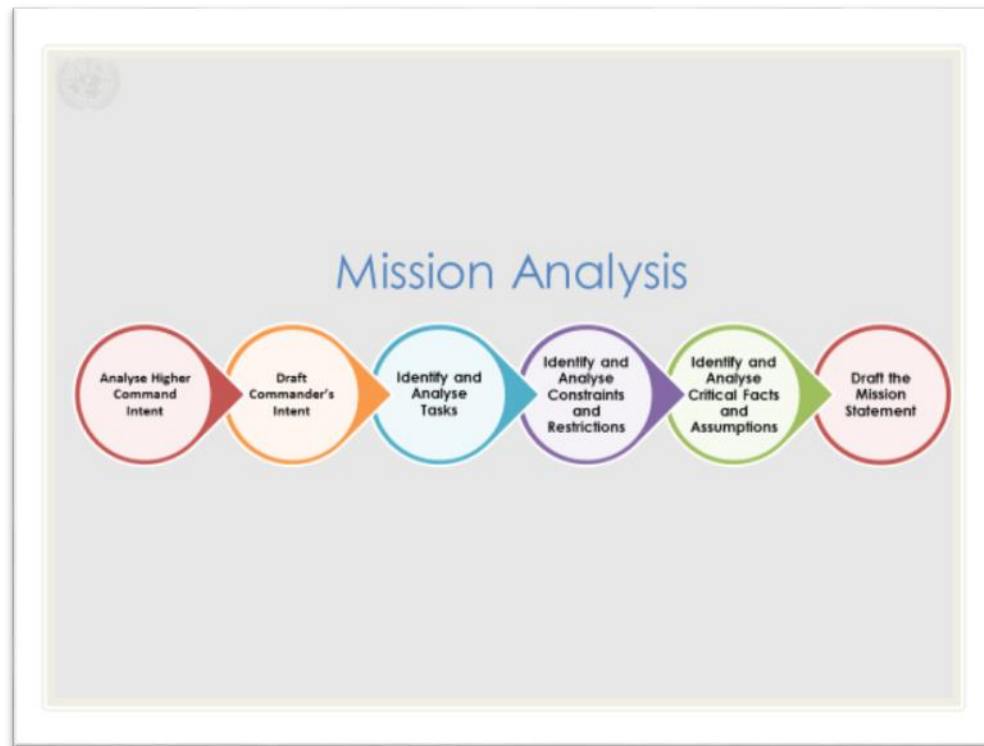 Mission Analysis
Analyse Higher
Command
Intent
Draft
Commander's
Intent
Identify and
Analyse
Tasks
Identify and
Analyse
Constraints
and
Restrictions
Identify and
Analyse
Critical Facts
and
Assumptions
Draft the
Mission
Statement